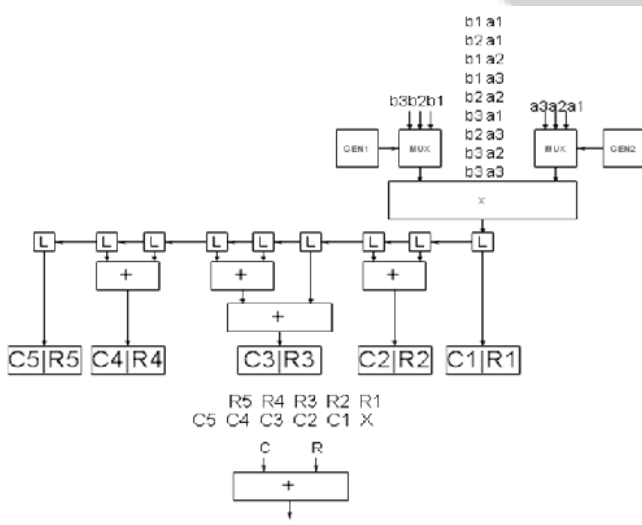 b1 a1
b2 a1
b1 a2
b1 a3
b2 a2
b3 a1
b2 a3
b3 a2
b3 a3
b3b2b1
a3a2a1
GEN1
MUX
MUX
GEN2
X
L L L L L L L L L
+ + +
+
C5 R5 C4 R4 C3 R3 C2 R2 C1 R1
R5 R4 R3 R2 R1
C5 C4 C3 C2 C1 X
C R
+